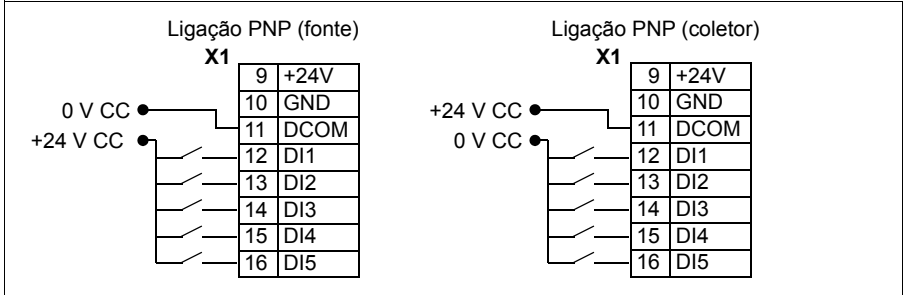 Ligação PNP (fonte)
X1
9 +24V
10 GND
0 V CC
11 DCOM
+24 V CC
12 DI1
13 DI2
14 DI3
15 DI4
16 DI5
Ligação PNP (coletor)
X1
9 +24V
10 GND
+24 V CC
11 DCOM
0 V CC
12 DI1
13 DI2
14 DI3
15 DI4
16 DI5